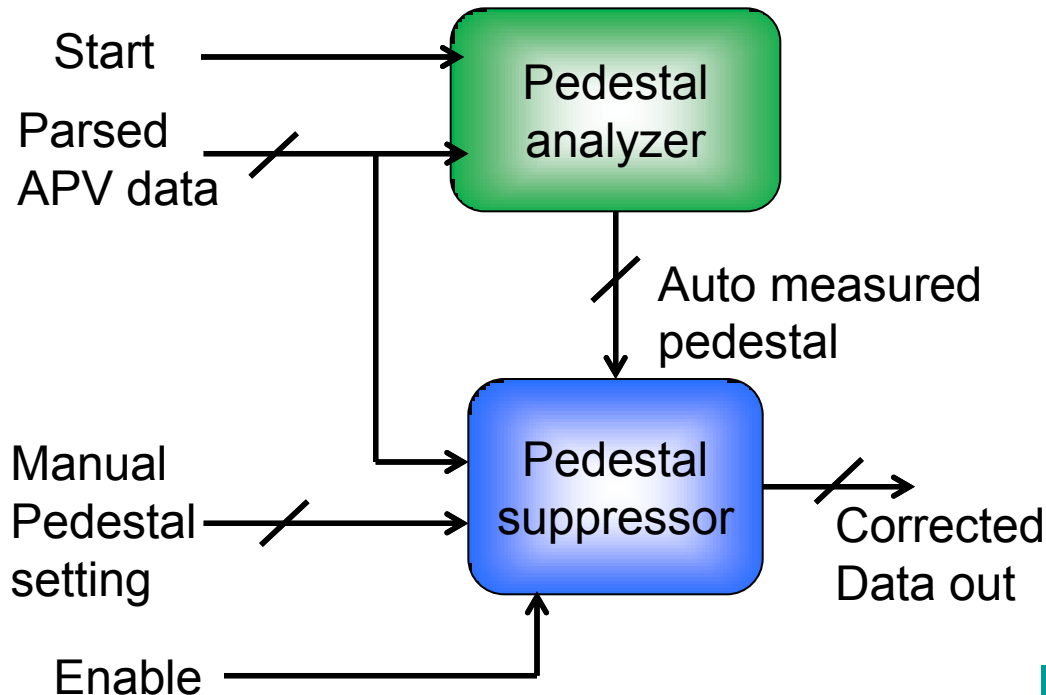 Start
Pedestal
analyzer
Parsed
APV data
Auto measured
pedestal
Manual
Pedestal
setting
Pedestal
suppressor
Corrected
Data out
Enable